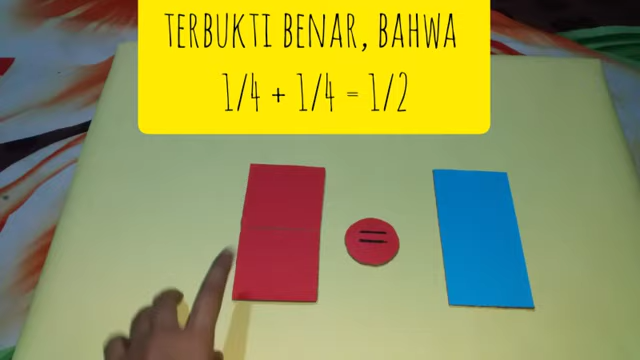 TERBUKTI BENAR, BAHWA
1/4 + 1/4 = 1/2
=